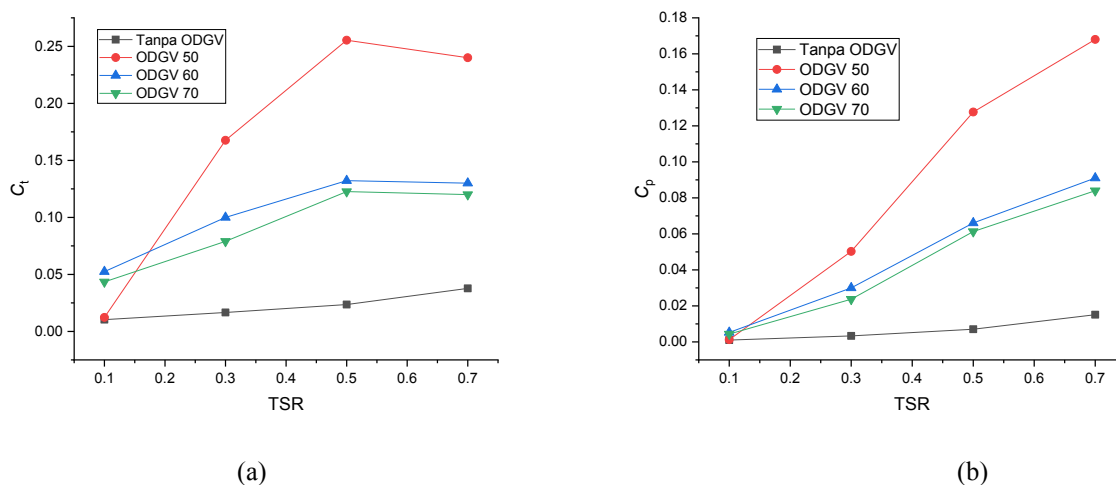 Tanpa ODGV
ODGV 50
ODGV 60
ODGV 70
0.25
0.20
0.15
0.10
0.05
0.00
Ct
0.1 0.2 0.3 0.4 0.5 0.6 0.7
TSR
(a)
Tanpa ODGV
ODGV 50
ODGV 60
ODGV 70
0.18
0.16
0.14
0.12
0.10
0.08
0.06
0.04
0.02
0.00
Cp
0.1 0.2 0.3 0.4 0.5 0.6 0.7
TSR
(b)